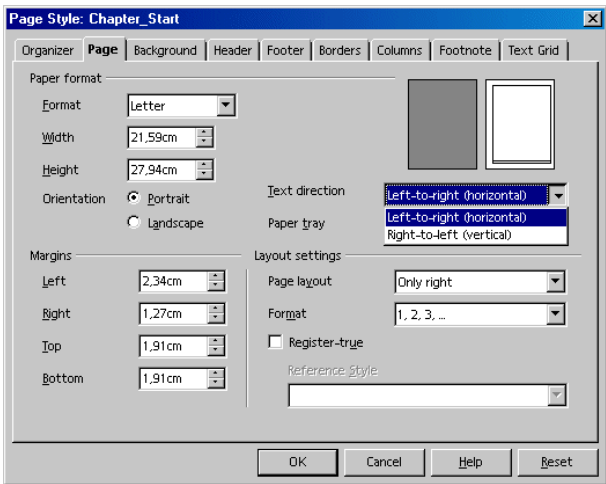 Page Style: Chapter_Start
Organizer Page Background Header Footer Borders Columns Footnote Text Grid
Paper format
Format Letter
Width 21,59cm
Height 27,94cm
Orientation Portrait
Landscape
Text direction Left-to-right (horizontal)
Left-to-right (horizontal)
Right-to-left (vertical)
Paper tray
Margins
Left 2,34cm
Right 1,27cm
Top 1,91cm
Bottom 1,91cm
Layout settings
Page layout Only right
Format 1, 2, 3, ...
Register-true
Reference Style
OK Cancel Help Reset